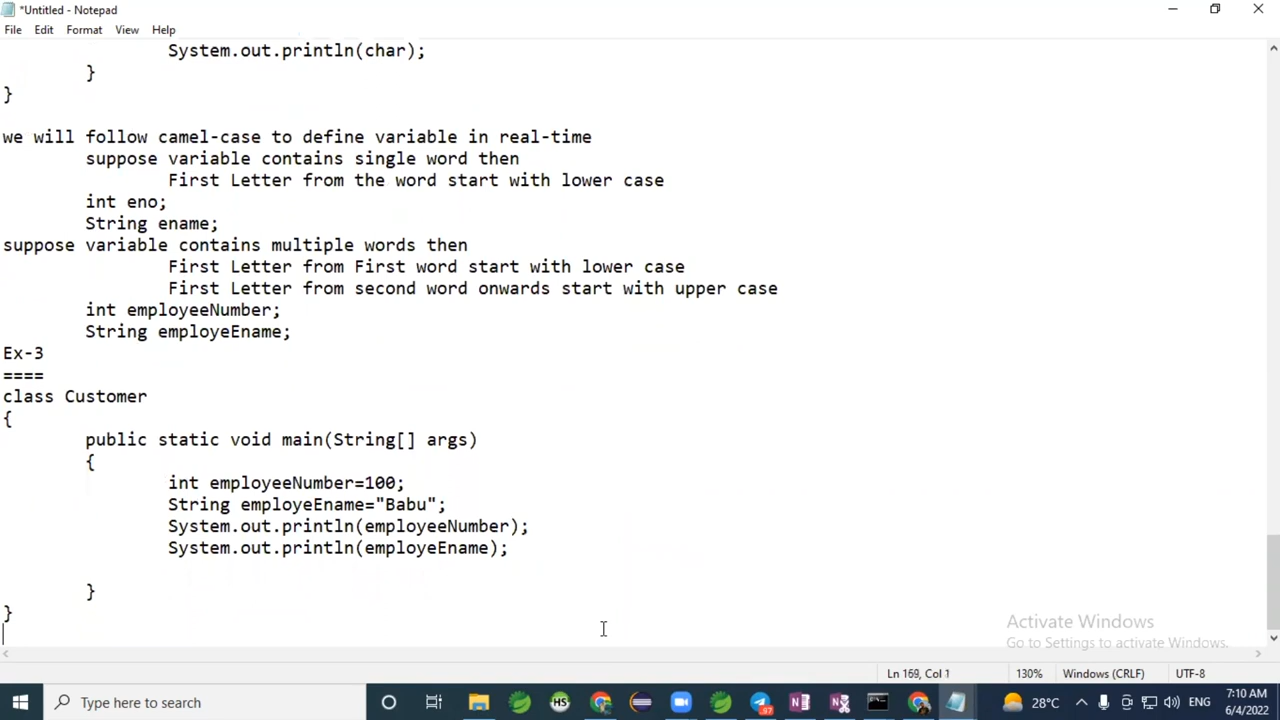 *Untitled - Notepad
File Edit Format View Help
System.out.println(char);
}
}
we will follow camel-case to define variable in real-time
suppose variable contains single word then
First Letter from the word start with lower case
int eno;
String ename;
suppose variable contains multiple words then
First Letter from First word start with lower case
First Letter from second word onwards start with upper case
int employeeNumber;
String employeEname;
Ex-3
====
class Customer
{
public static void main(String[] args)
{
int employeeNumber=100;
String employeEname="Babu";
System.out.println(employeeNumber);
System.out.println(employeEname);
}
}
Activate Windows
Go to Settings to activate Windows.
Ln 169, Col 1 130% Windows (CRLF) UTF-8
Type here to search
HS
97
28°C ENG
7:10 AM
6/4/2022